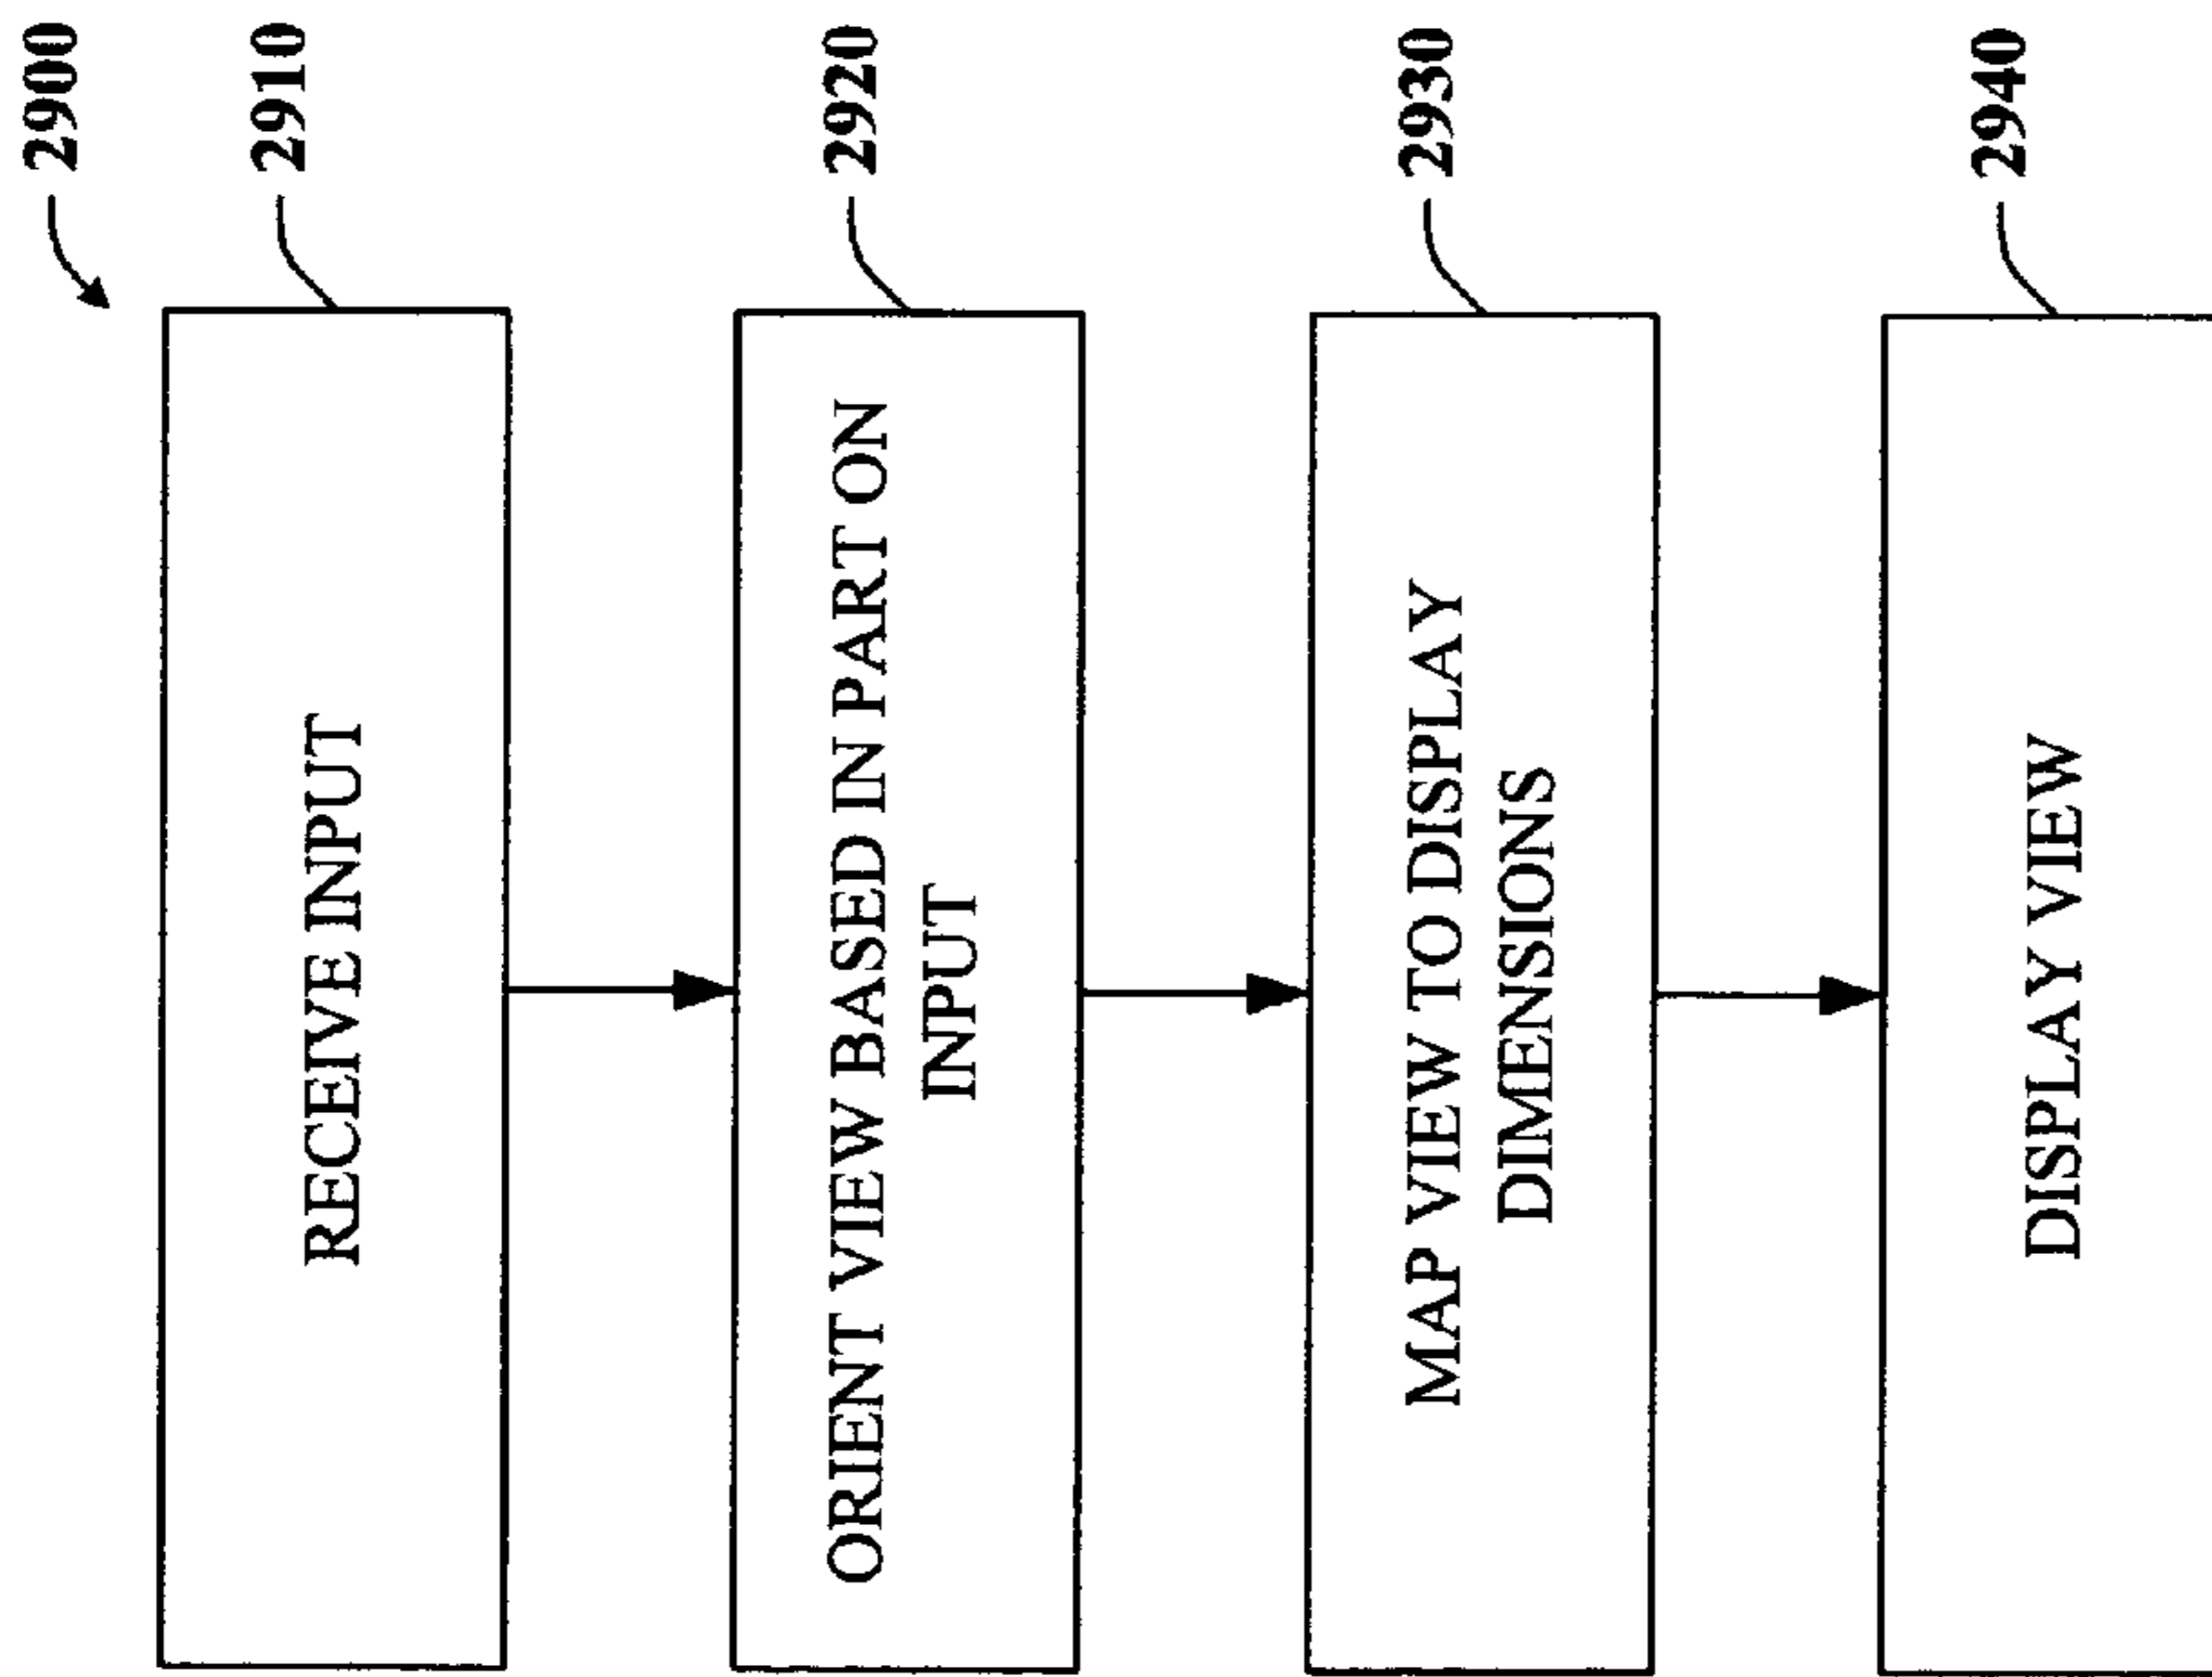 2900
RECEIVE INPUT
2910
ORIENT VIEW BASED IN PART ON
INPUT
2920
MAP VIEW TO DISPLAY
DIMENSIONS
2930
DISPLAY VIEW
2940